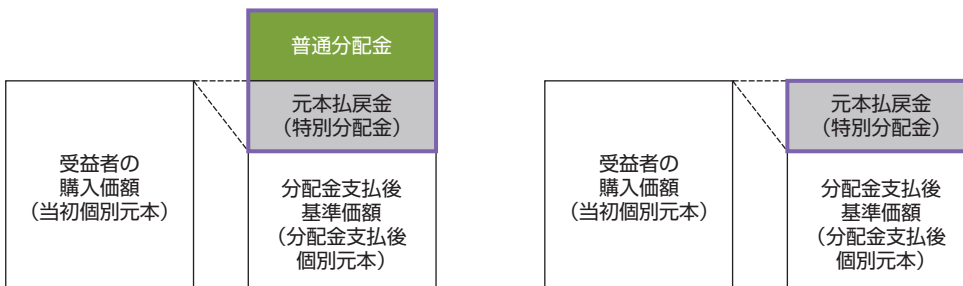 普通分配金
元本払戻金
（特別分配金）
受益者の
購入価額
（当初個別元本）
分配金支払後
基準価額
（分配金支払後
個別元本）
元本払戻金
（特別分配金）
受益者の
購入価額
（当初個別元本）
分配金支払後
基準価額
（分配金支払後
個別元本）